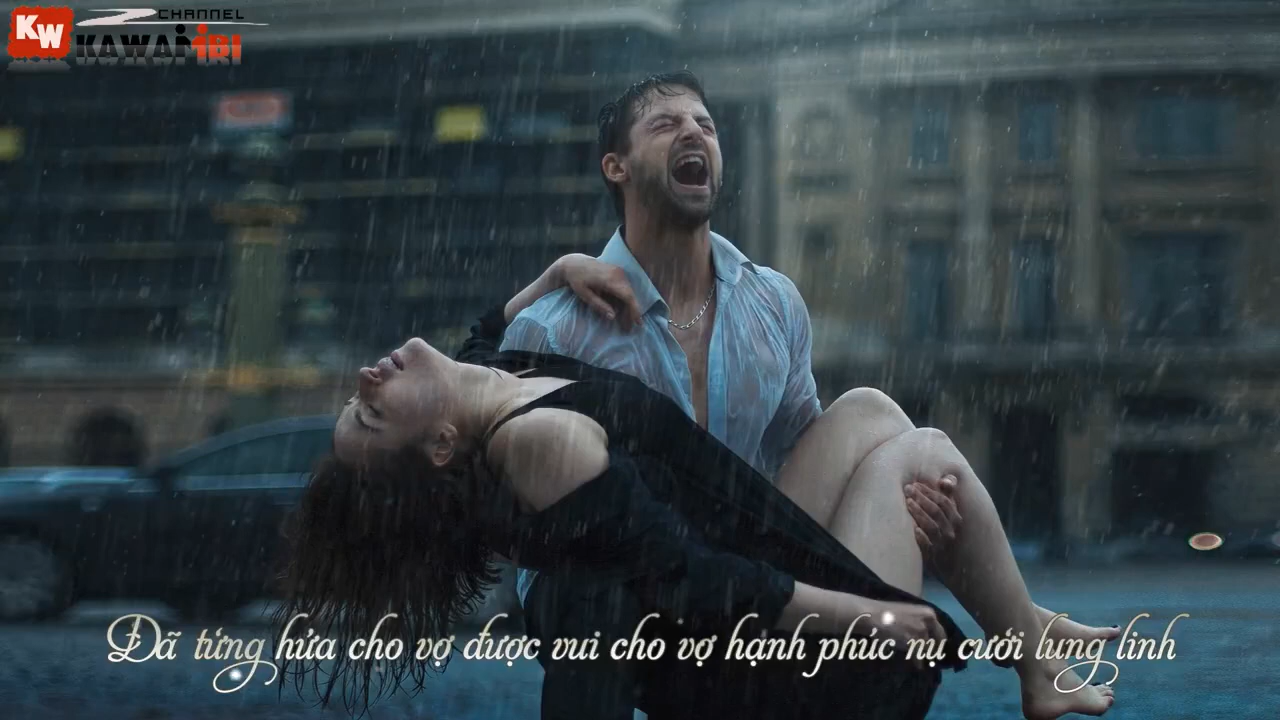 KW
CHANNEL
KAWAIIBI
Đã từng hứa cho vợ được vui cho vợ hạnh phúc nụ cười lung linh